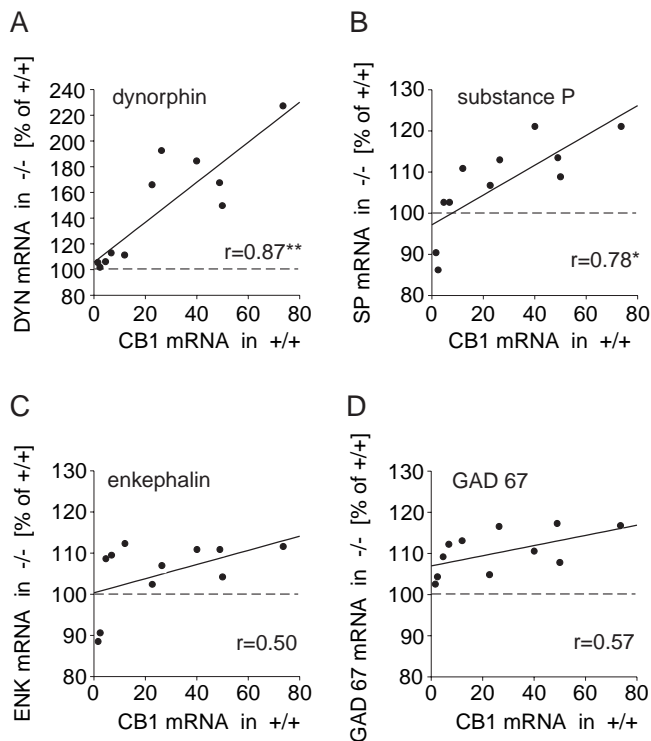 A
DYN mRNA in -/- [% of +/+]
240
220
200
180
160
140
120
100
80
dynorphin
r=0.87**
0 20 40 60 80
CB1 mRNA in +/+
B
SP mRNA in -/- [% of +/+]
130
120
110
100
90
80
substance P
r=0.78*
0 20 40 60 80
CB1 mRNA in +/+
C
ENK mRNA in -/- [% of +/+]
130
120
110
100
90
80
enkephalin
r=0.50
0 20 40 60 80
CB1 mRNA in +/+
D
GAD 67 mRNA in -/- [% of +/+]
130
120
110
100
90
80
GAD 67
r=0.57
0 20 40 60 80
CB1 mRNA in +/+